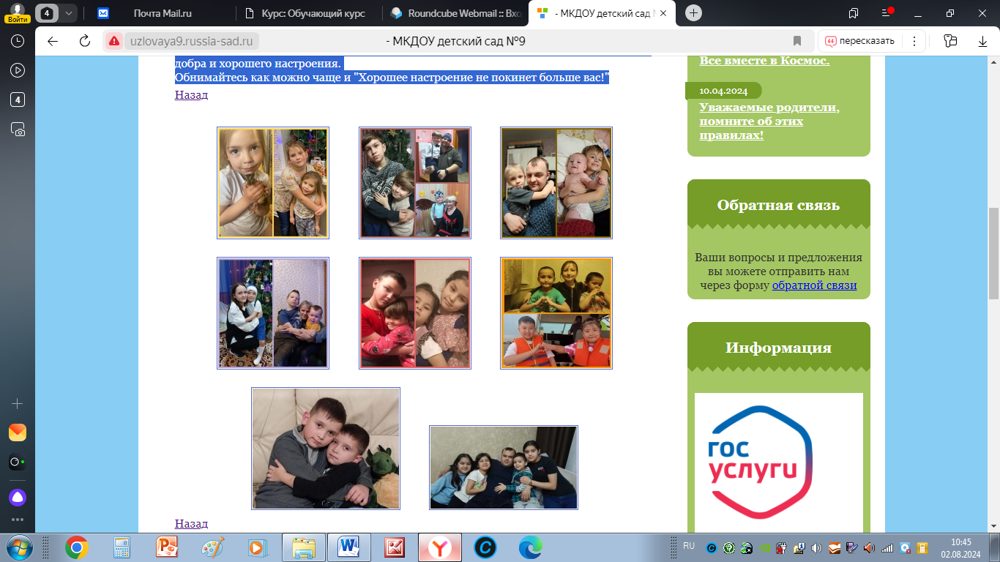 4
Почта Mail.ru
Курс: Обучающий курс
Roundcube Webmail :: Вхо
- МКДОУ детский сад №
Войти
uzlovaya9.russia-sad.ru
- МКДОУ детский сад №9
пересказать
4
добра и хорошего настроения.
Обнимайтесь как можно чаще и "Хорошее настроение не покинет больше вас!"
Назад
Назад
Все вместе в Космос.
10.04.2024
Уважаемые родители,
помните об этих
правилах!
Обратная связь
Ваши вопросы и предложения
вы можете отправить нам
через форму обратной связи
Информация
гос
услуги
RU
10:45
02.08.2024